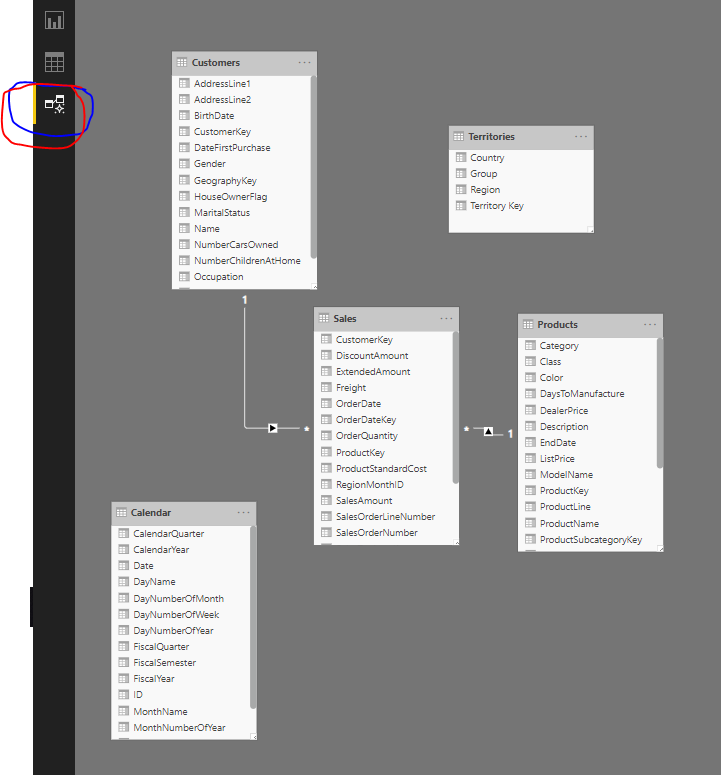 Customers
AddressLine1
AddressLine2
BirthDate
CustomerKey
DateFirstPurchase
Gender
GeographyKey
HouseOwnerFlag
MaritalStatus
Name
NumberCarsOwned
NumberChildrenAtHome
Occupation
Territories
Country
Group
Region
Territory Key
1
Sales
CustomerKey
DiscountAmount
ExtendedAmount
Freight
OrderDate
OrderDateKey
OrderQuantity
ProductKey
ProductStandardCost
RegionMonthID
SalesAmount
SalesOrderLineNumber
SalesOrderNumber
*
*
1
Products
Category
Class
Color
DaysToManufacture
DealerPrice
Description
EndDate
ListPrice
ModelName
ProductKey
ProductLine
ProductName
ProductSubcategoryKey
Calendar
CalendarQuarter
CalendarYear
Date
DayName
DayNumberOfMonth
DayNumberOfWeek
DayNumberOfYear
FiscalQuarter
FiscalSemester
FiscalYear
ID
MonthName
MonthNumberOfYear